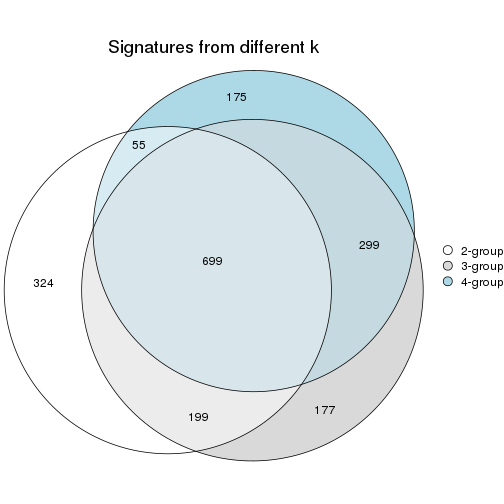 Signatures from different k
175
55
699
299
324
199
177
2-group
3-group
4-group